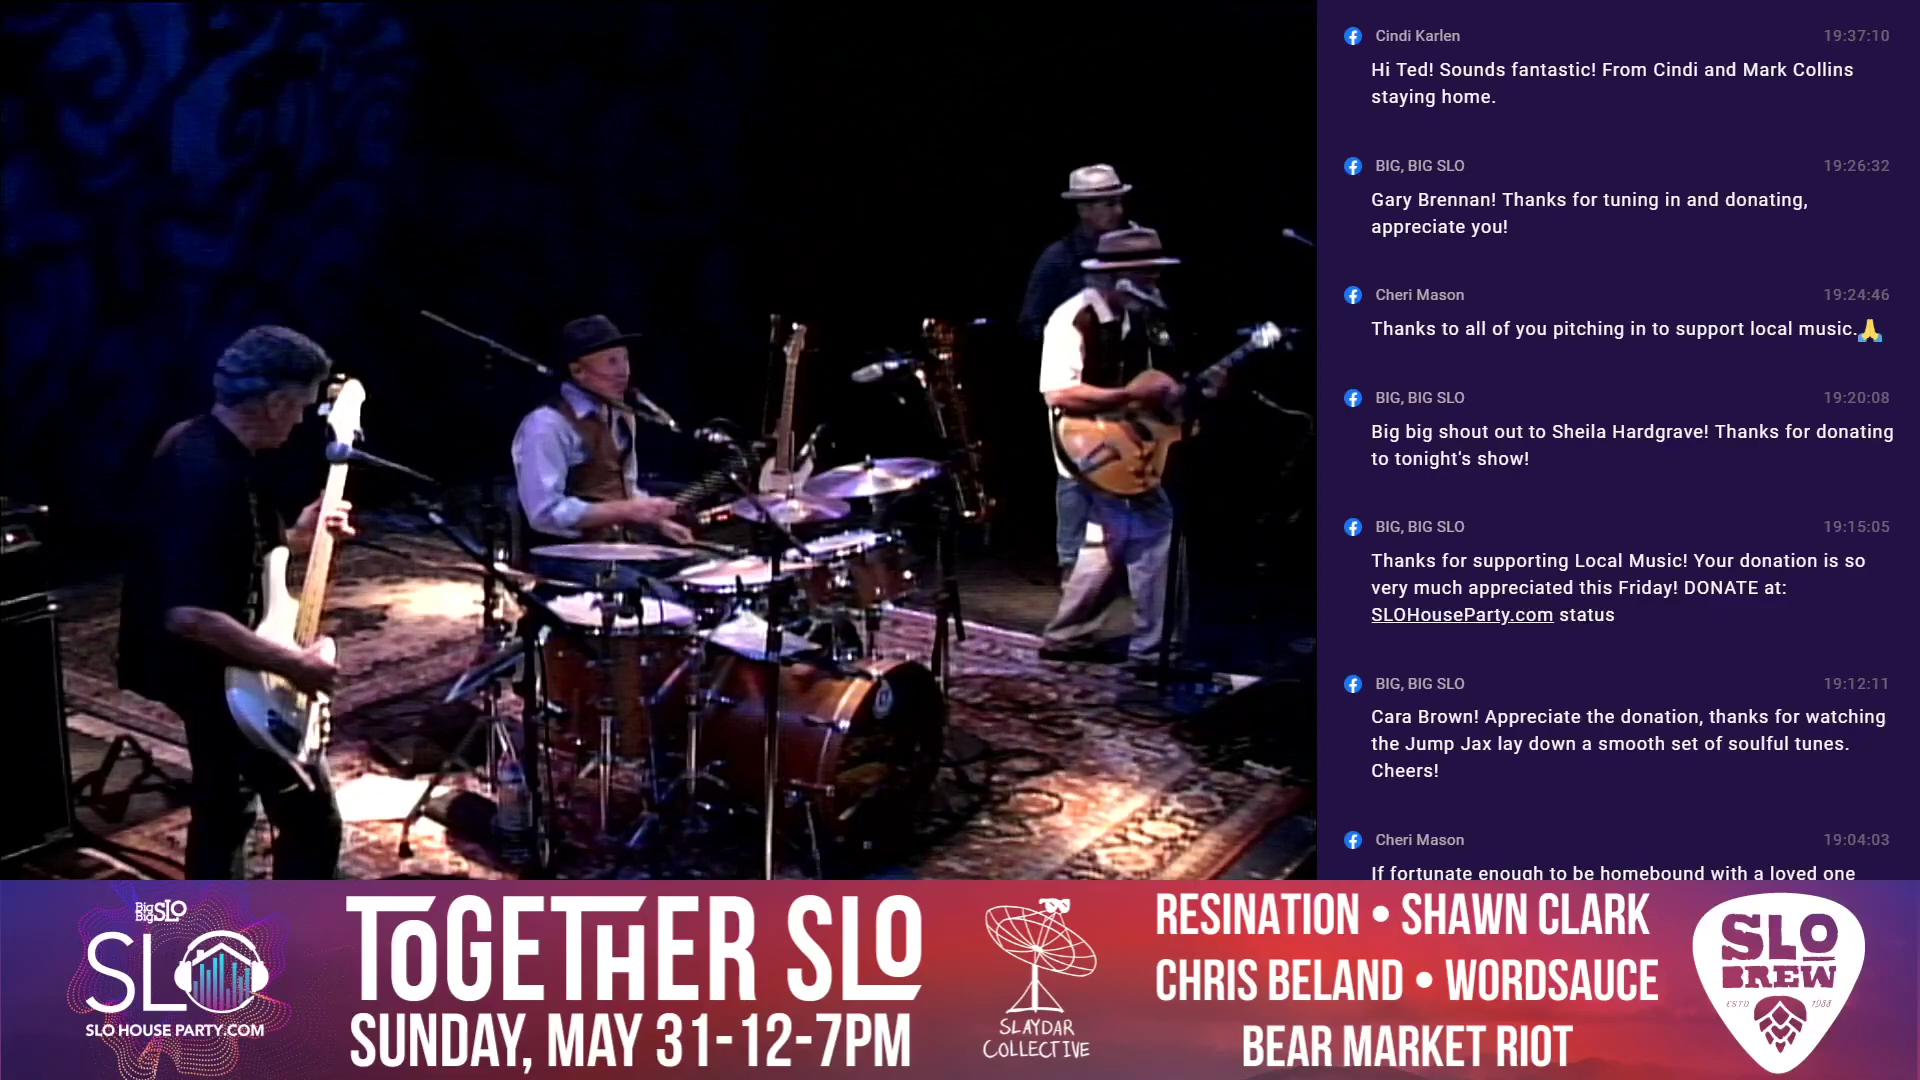 Cindi Karlen 19:37:10
Hi Ted! Sounds fantastic! From Cindi and Mark Collins
staying home.
BIG, BIG SLO 19:26:32
Gary Brennan! Thanks for tuning in and donating,
appreciate you!
Cheri Mason 19:24:46
Thanks to all of you pitching in to support local music.🙏
BIG, BIG SLO 19:20:08
Big big shout out to Sheila Hardgrave! Thanks for donating
to tonight's show!
BIG, BIG SLO 19:15:05
Thanks for supporting Local Music! Your donation is so
very much appreciated this Friday! DONATE at:
SLOHouseParty.com status
BIG, BIG SLO 19:12:11
Cara Brown! Appreciate the donation, thanks for watching
the Jump Jax lay down a smooth set of soulful tunes.
Cheers!
Cheri Mason 19:04:03
If fortunate enough to be homebound with a loved one
Big Big SLO
SLO
SLO HOUSE PARTY.COM
ToGETHER SLo
SUNDAY, MAY 31-12-7PM
SLAYDAR
COLLECTIVE
RESINATION • SHAWN CLARK
CHRIS BELAND • WORDSAUCE
BEAR MARKET RIOT
SLO
BREW
ESTD 1988